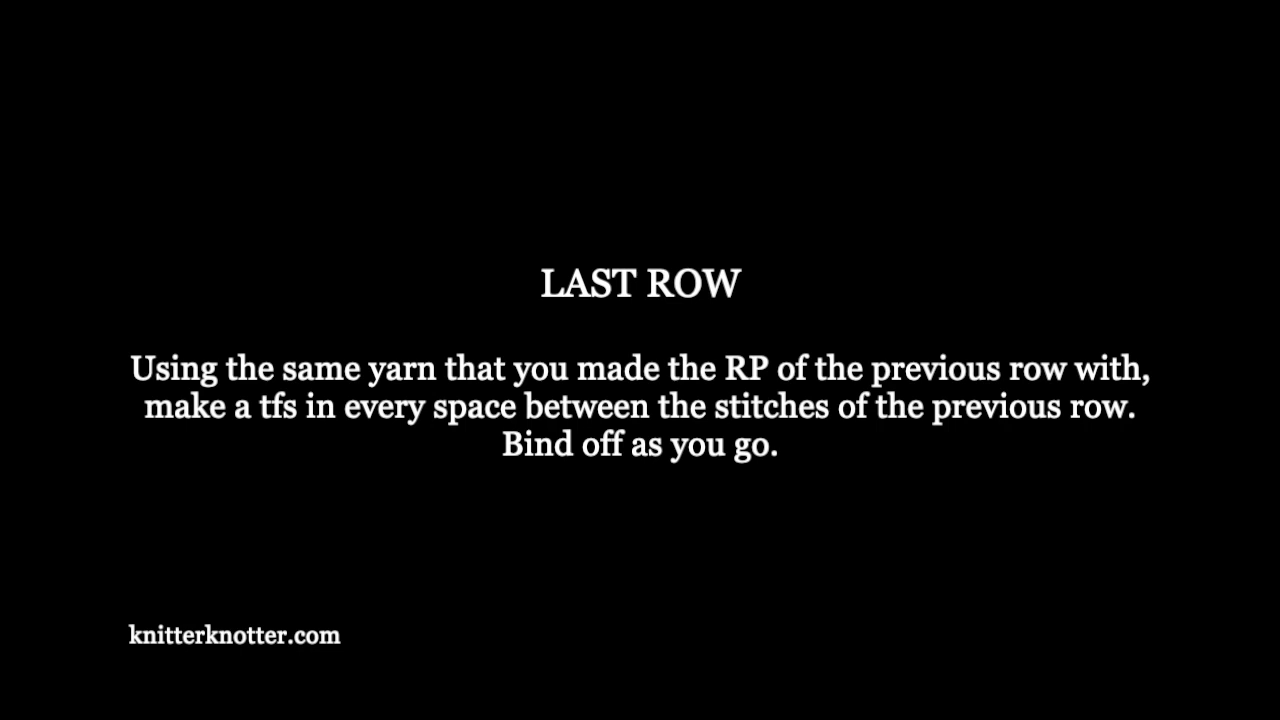 LAST ROW
Using the same yarn that you made the RP of the previous row with,
make a tfs in every space between the stitches of the previous row.
Bind off as you go.
knitterknotter.com